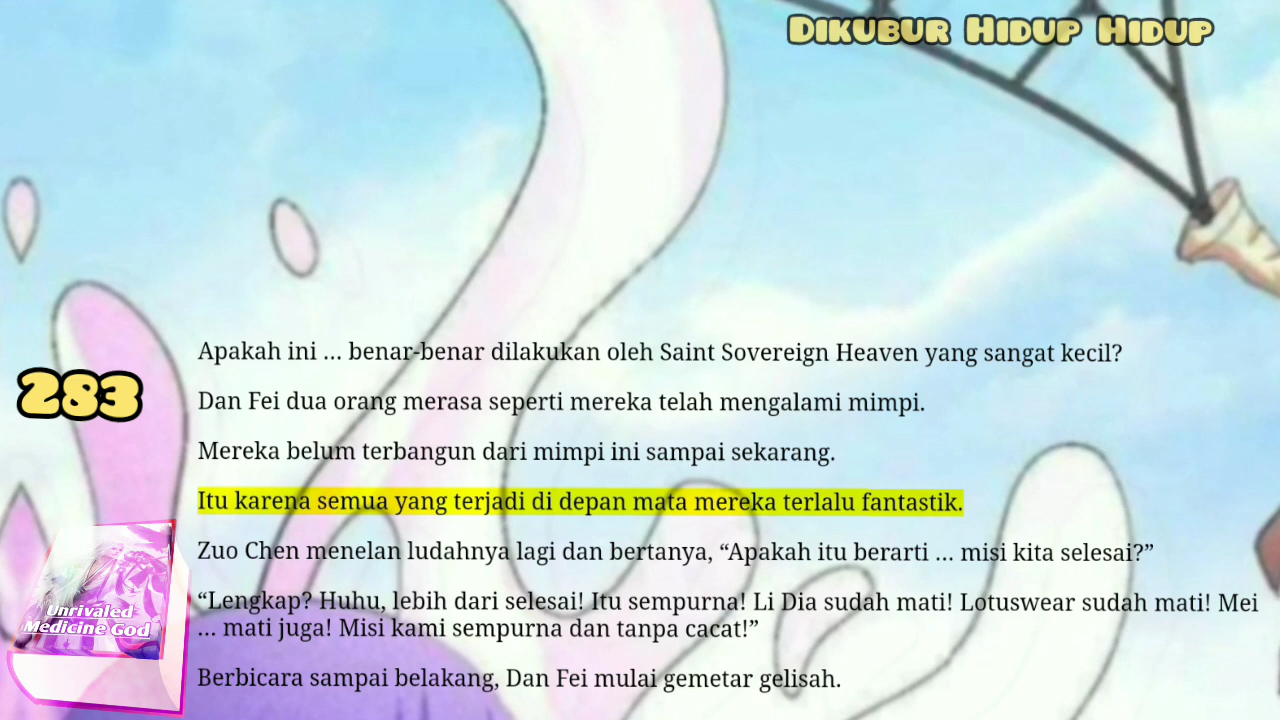 Dikubur Hidup Hidup
Apakah ini … benar-benar dilakukan oleh Saint Sovereign Heaven yang sangat kecil?
283
Dan Fei dua orang merasa seperti mereka telah mengalami mimpi.
Mereka belum terbangun dari mimpi ini sampai sekarang.
Itu karena semua yang terjadi di depan mata mereka terlalu fantastik.
Zuo Chen menelan ludahnya lagi dan bertanya, “Apakah itu berarti … misi kita selesai?”
“Lengkap? Huhu, lebih dari selesai! Itu sempurna! Li Dia sudah mati! Lotuswear sudah mati! Mei
… mati juga! Misi kami sempurna dan tanpa cacat!”
Berbicara sampai belakang, Dan Fei mulai gemetar gelisah.
Unrivaled
Medicine God